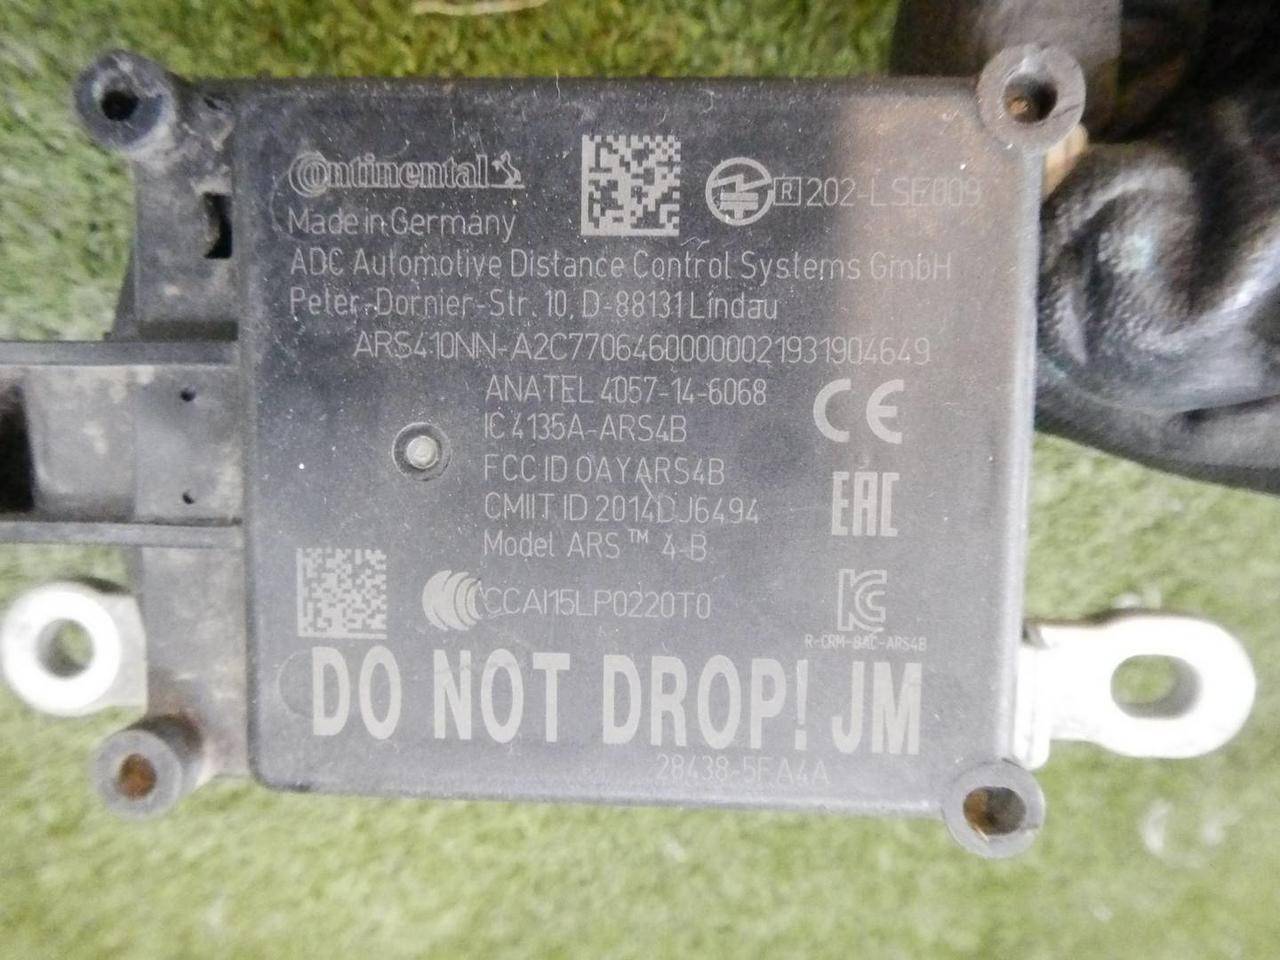 Continental
R 202-LSE009
Made in Germany
ADC Automotive Distance Control Systems GmbH
Peter-Dornier-Str. 10, D-88131 Lindau
ARS410NN-A2C7706460000021931904649
ANATEL 4057-14-6068
IC 4135A-ARS4B
CE
FCC ID OAYARS4B
EAC
CMIIT ID 2014DJ6494
Model ARS™ 4-B
CCAI15LP0220T0
R-CRM-BAC-ARS4B
DO NOT DROP! JM
28438-5FA4A